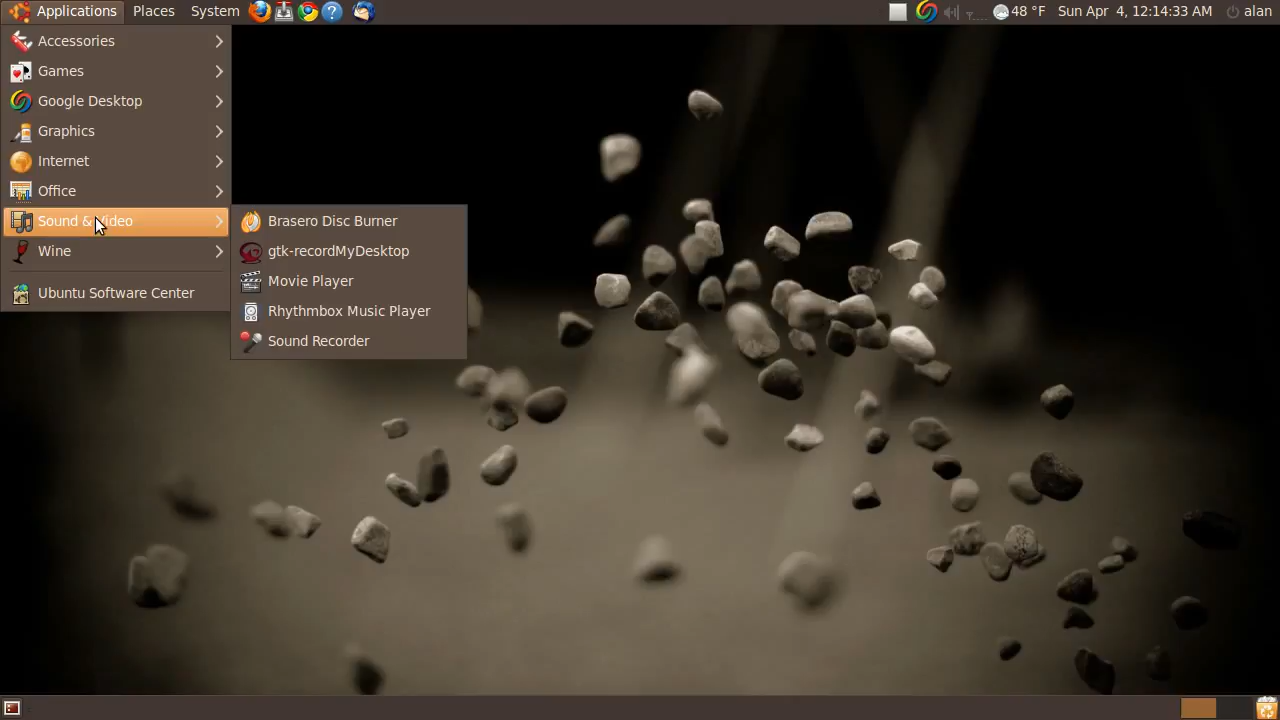 Applications Places System 48 °F Sun Apr 4, 12:14:33 AM alan
Accessories
Games
Google Desktop
Graphics
Internet
Office
Sound & Video
Wine
Ubuntu Software Center
Brasero Disc Burner
gtk-recordMyDesktop
Movie Player
Rhythmbox Music Player
Sound Recorder